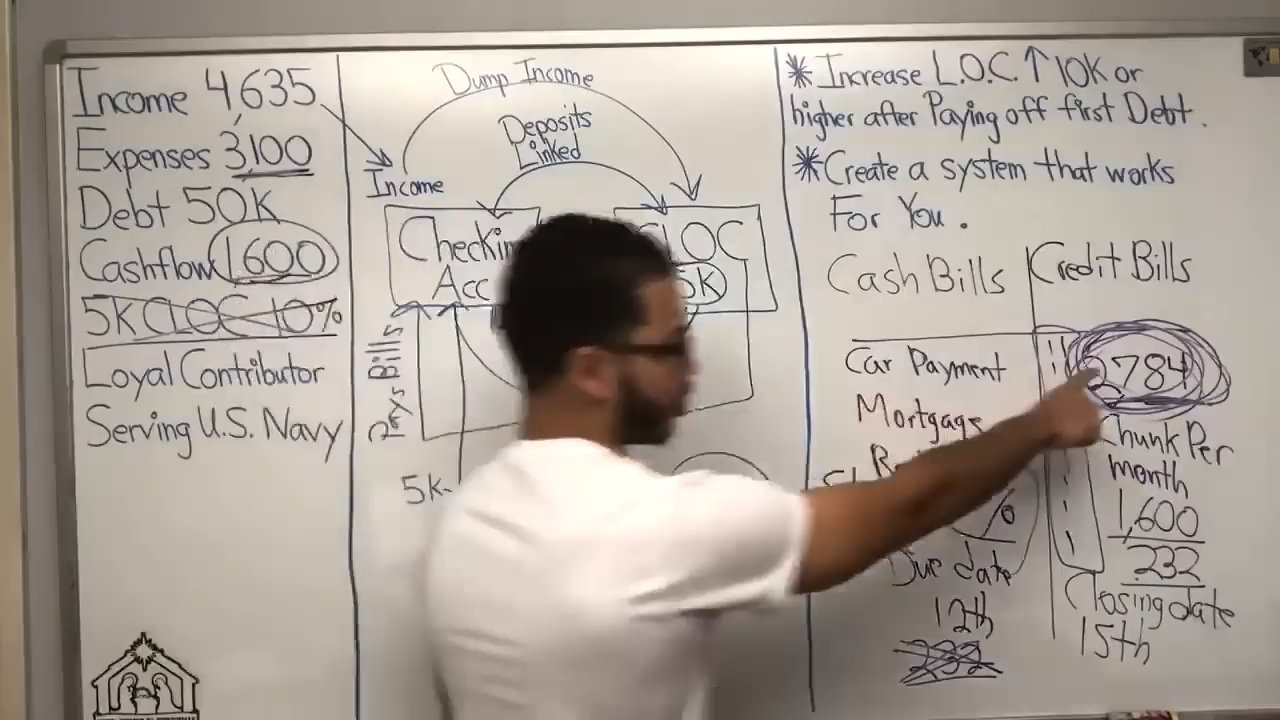 Income 4,635
Expenses 3,100
Debt 50K
Cashflow 1600
5K CLOC 10%
Loyal Contributor
Serving U.S. Navy
Dump Income
Deposits
Linked
Income
Acc
Pays Bills
5K
* Increase L.O.C. ↑ 10K or
higher after Paying off first Debt.
* Create a system that works
For You.
Cash Bills
Credit Bills
Car Payment
Mortgage
%
Due date
12th
232
2784
Chunk Per
month
1,600
232
Closing date
15th